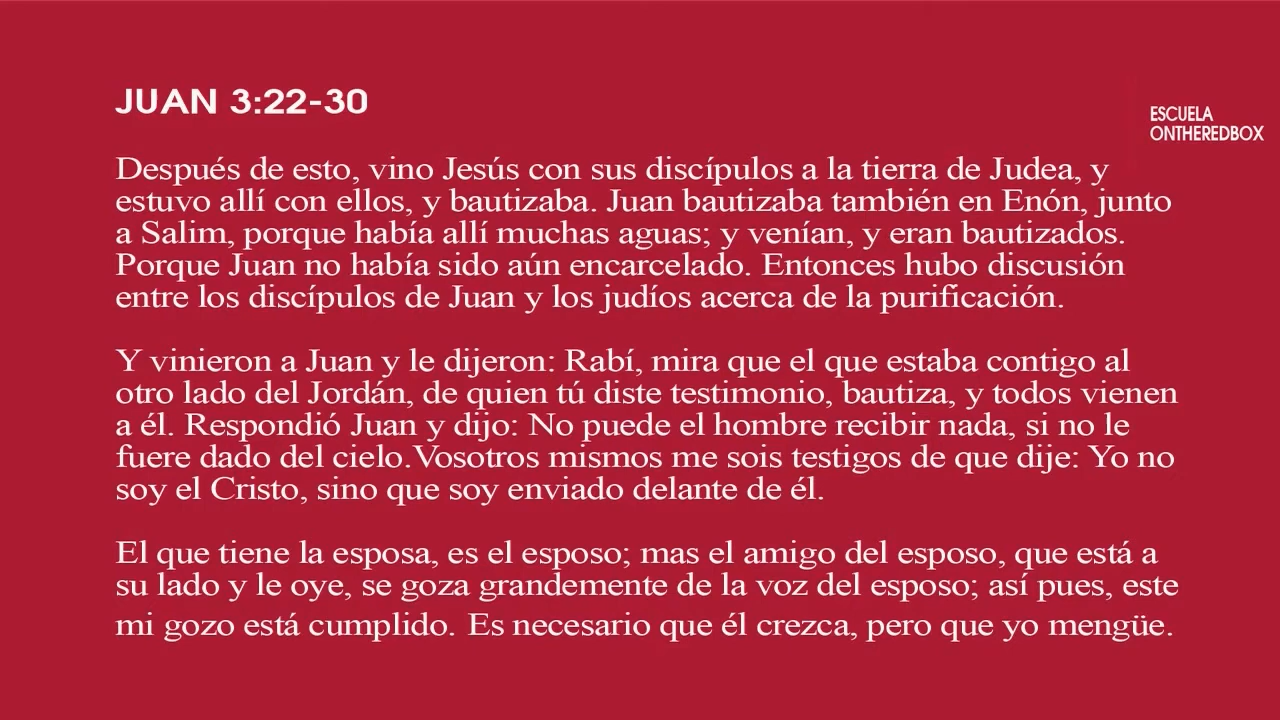 JUAN 3:22-30
ESCUELA
ONTHEREDBOX
Después de esto, vino Jesús con sus discípulos a la tierra de Judea, y
estuvo allí con ellos, y bautizaba. Juan bautizaba también en Enón, junto
a Salim, porque había allí muchas aguas; y venían, y eran bautizados.
Porque Juan no había sido aún encarcelado. Entonces hubo discusión
entre los discípulos de Juan y los judíos acerca de la purificación.
Y vinieron a Juan y le dijeron: Rabí, mira que el que estaba contigo al
otro lado del Jordán, de quien tú diste testimonio, bautiza, y todos vienen
a él. Respondió Juan y dijo: No puede el hombre recibir nada, si no le
fuere dado del cielo.Vosotros mismos me sois testigos de que dije: Yo no
soy el Cristo, sino que soy enviado delante de él.
El que tiene la esposa, es el esposo; mas el amigo del esposo, que está a
su lado y le oye, se goza grandemente de la voz del esposo; así pues, este
mi gozo está cumplido. Es necesario que él crezca, pero que yo mengüe.